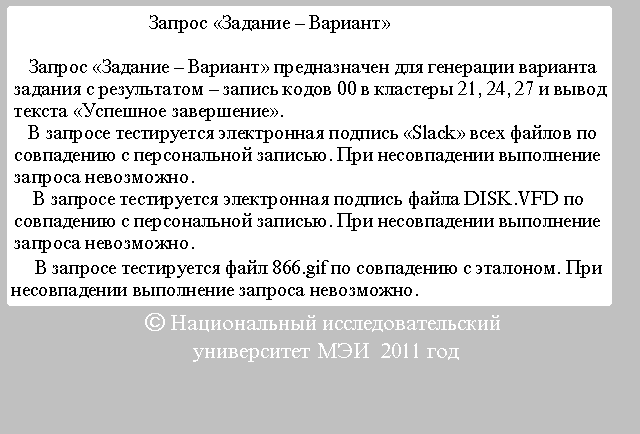 Запрос «Задание – Вариант»
Запрос «Задание – Вариант» предназначен для генерации варианта
задания с результатом – запись кодов 00 в кластеры 21, 24, 27 и вывод
текста «Успешное завершение».
В запросе тестируется электронная подпись «Slack» всех файлов по
совпадению с персональной записью. При несовпадении выполнение
запроса невозможно.
В запросе тестируется электронная подпись файла DISK.VFD по
совпадению с персональной записью. При несовпадении выполнение
запроса невозможно.
В запросе тестируется файл 866.gif по совпадению с эталоном. При
несовпадении выполнение запроса невозможно.
© Национальный исследовательский
университет МЭИ 2011 год